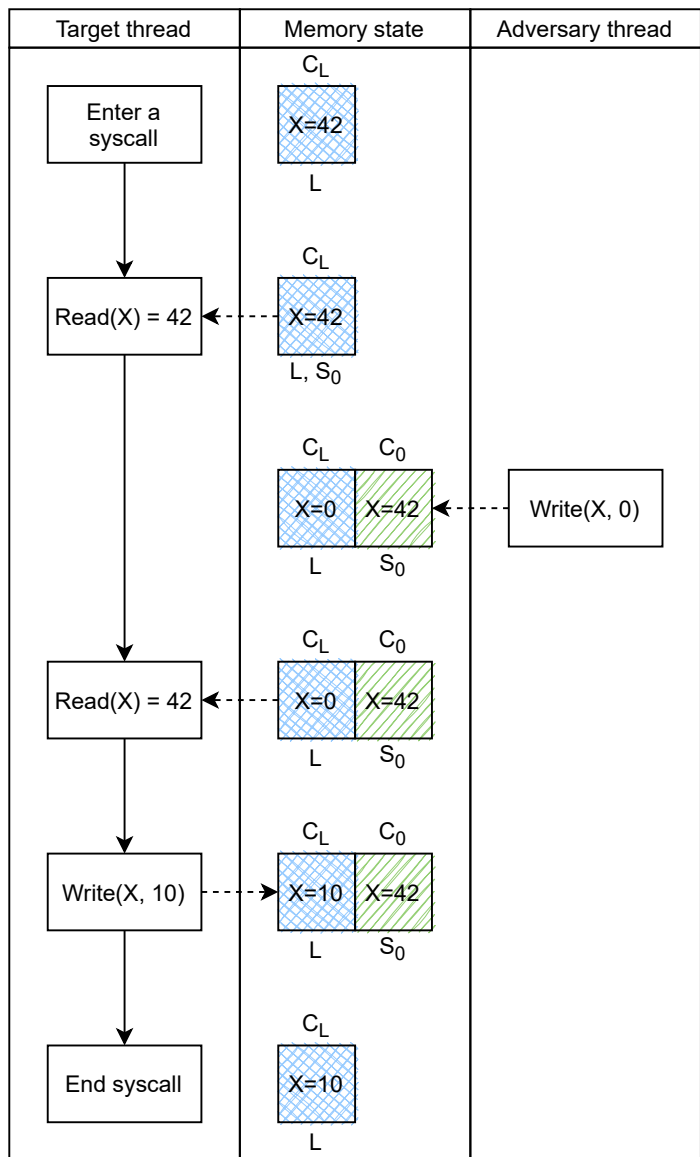 Target thread
Memory state
Adversary thread
C_L
Enter a
syscall
X=42
L
C_L
Read(X) = 42
X=42
L, S_0
C_L
C_0
X=0
X=42
Write(X, 0)
L
S_0
C_L
C_0
Read(X) = 42
X=0
X=42
L
S_0
C_L
C_0
Write(X, 10)
X=10
X=42
L
S_0
C_L
End syscall
X=10
L